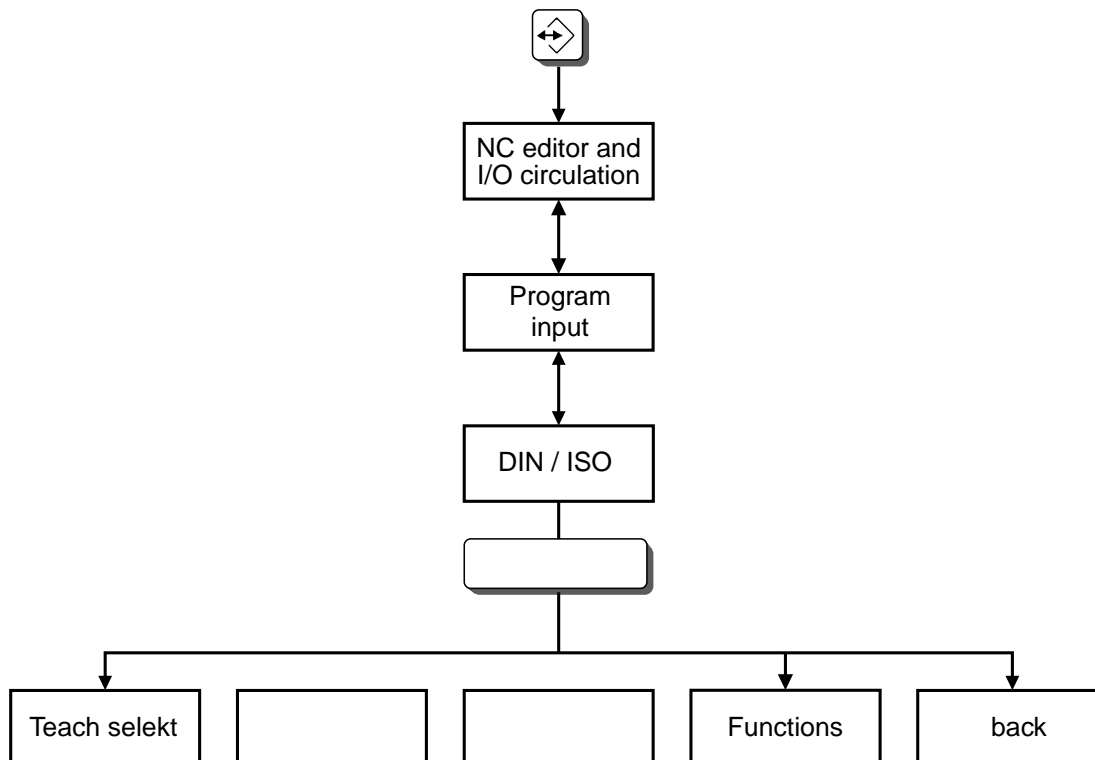 NC editor and
I/O circulation
Program
input
DIN / ISO
Teach selekt
Functions
back